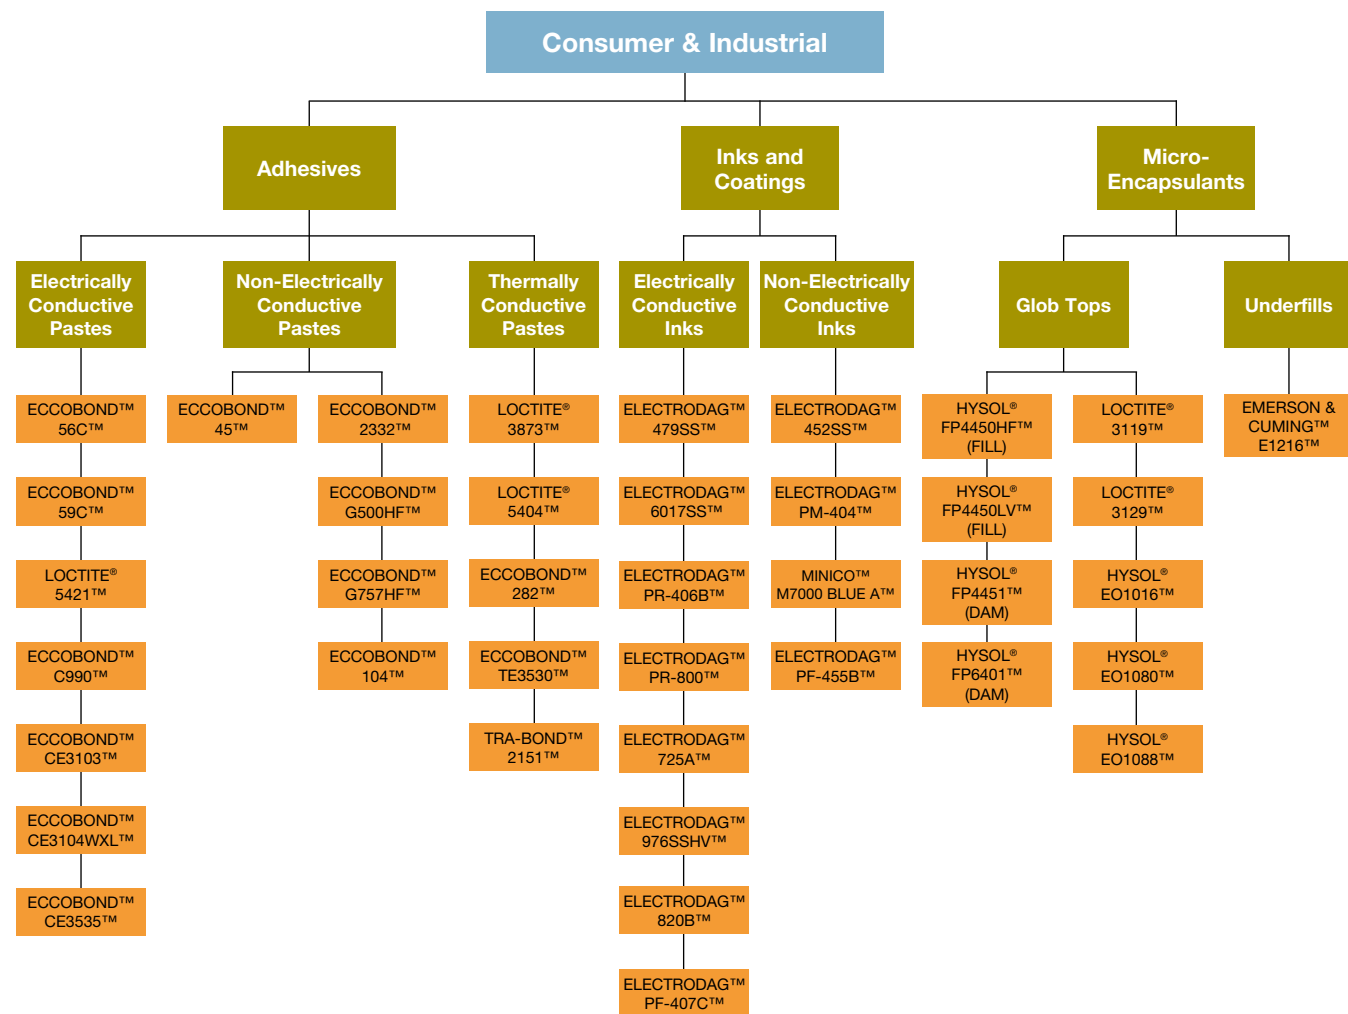 Consumer & Industrial
Adhesives
Inks and
Coatings
Micro-
Encapsulants
Electrically
Conductive
Pastes
Non-Electrically
Conductive
Pastes
Thermally
Conductive
Pastes
Electrically
Conductive
Inks
Non-Electrically
Conductive
Inks
Glob Tops
Underfills
ECCOBOND™
56C™
ECCOBOND™
59C™
LOCTITE®
5421™
ECCOBOND™
C990™
ECCOBOND™
CE3103™
ECCOBOND™
CE3104WXL™
ECCOBOND™
CE3535™
ECCOBOND™
45™
ECCOBOND™
2332™
ECCOBOND™
G500HF™
ECCOBOND™
G757HF™
ECCOBOND™
104™
LOCTITE®
3873™
LOCTITE®
5404™
ECCOBOND™
282™
ECCOBOND™
TE3530™
TRA-BOND™
2151™
ELECTRODAG™
479SS™
ELECTRODAG™
6017SS™
ELECTRODAG™
PR-406B™
ELECTRODAG™
PR-800™
ELECTRODAG™
725A™
ELECTRODAG™
976SSHV™
ELECTRODAG™
820B™
ELECTRODAG™
PF-407C™
ELECTRODAG™
452SS™
ELECTRODAG™
PM-404™
MINICO™
M7000 BLUE A™
ELECTRODAG™
PF-455B™
HYSOL®
FP4450HF™
(FILL)
HYSOL®
FP4450LV™
(FILL)
HYSOL®
FP4451™
(DAM)
HYSOL®
FP6401™
(DAM)
LOCTITE®
3119™
LOCTITE®
3129™
HYSOL®
EO1016™
HYSOL®
EO1080™
HYSOL®
EO1088™
EMERSON &
CUMING™
E1216™